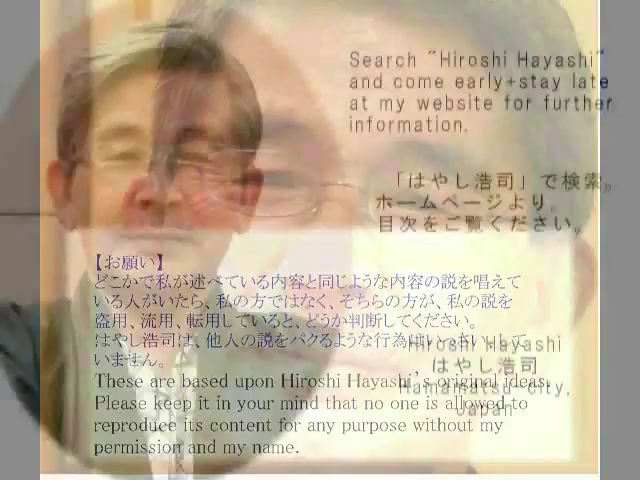 Search "Hiroshi Hayashi"
and come early+stay late
at my website for further
information.
「はやし浩司」で検索。
ホームページより。
目次をご覧ください。
【お願い】
どこかで私が述べている内容と同じような内容の説を唱えて
いる人がいたら、私の方ではなく、そちらの方が、私の説を
盗用、流用、転用していると、どうか判断してください。
はやし浩司は、他人の説をパクるような行為はいっさいして
いません。
Hiroshi Hayashi
はやし浩司
Hamamatsu city,
Japan
These are based upon Hiroshi Hayashi's original ideas.
Please keep it in your mind that no one is allowed to
reproduce its content for any purpose without my
permission and my name.